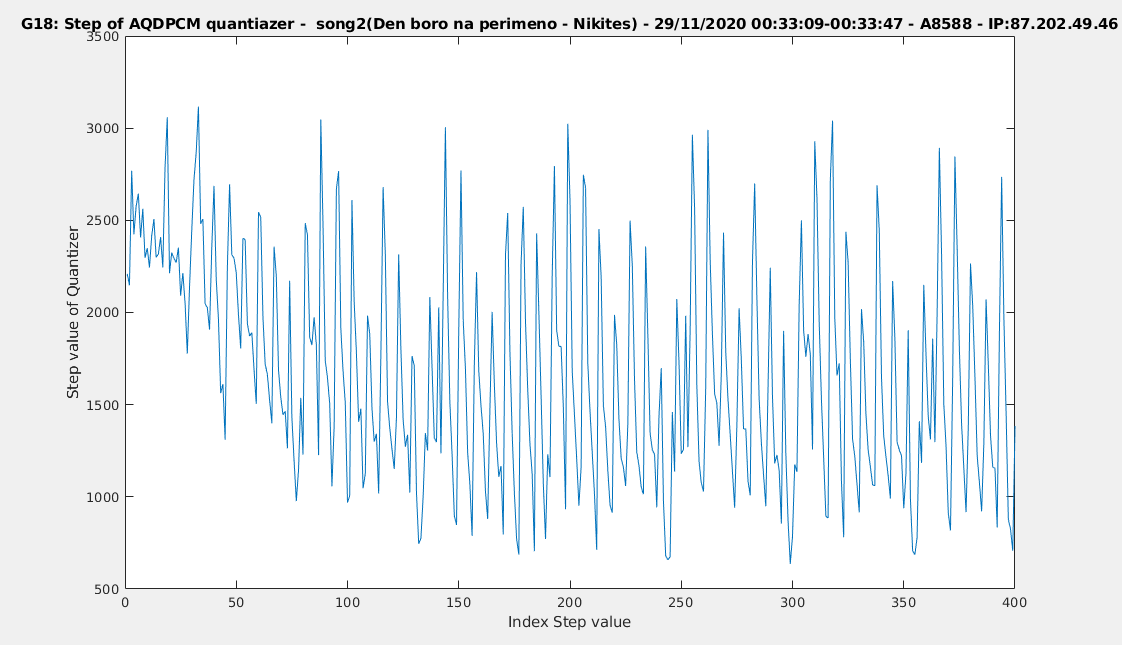 G18: Step of AQDPCM quantiazer -  song2(Den boro na perimeno - Nikites) - 29/11/2020 00:33:09-00:33:47 - A8588 - IP:87.202.49.46
3500
3000
2500
2000
1500
1000
500
Step value of Quantizer
0 50 100 150 200 250 300 350 400
Index Step value